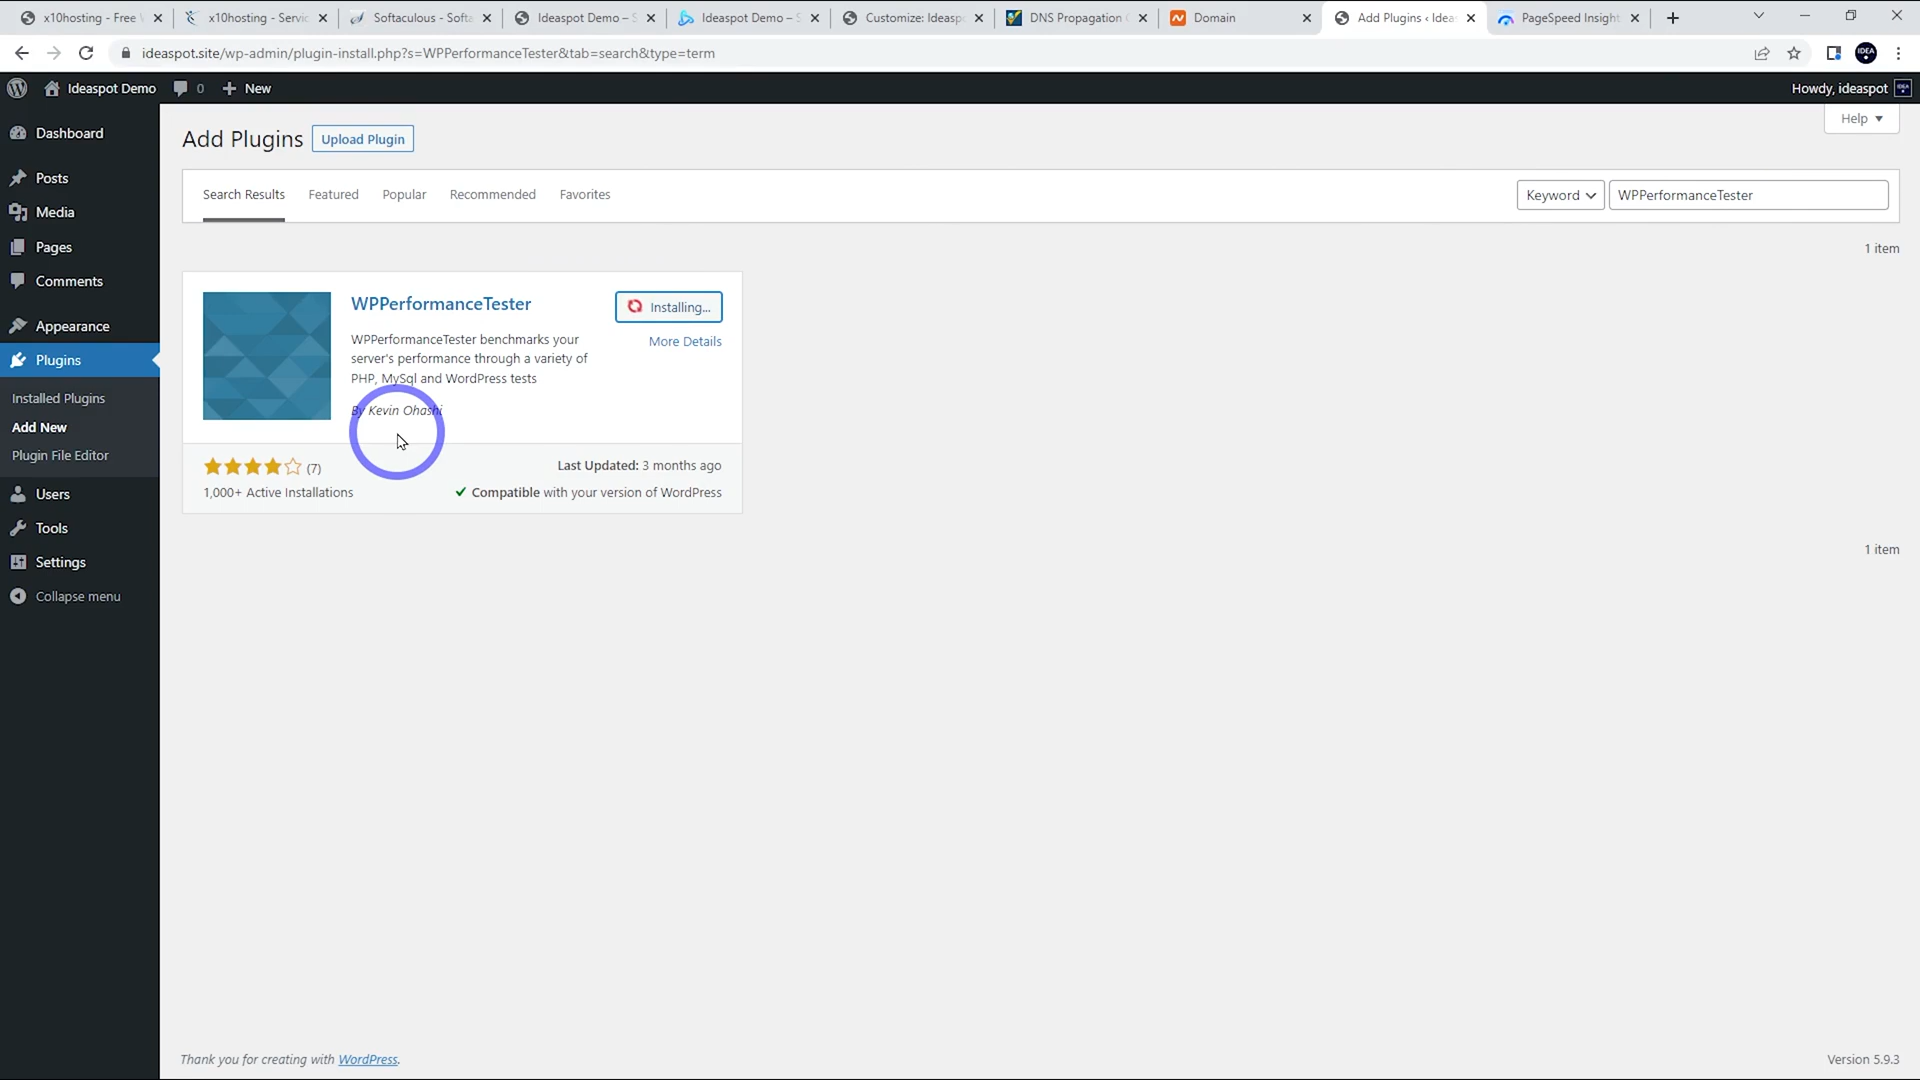 x10hosting - Free
x10hosting - Servic
Softaculous - Softa
Ideaspot Demo – S
Ideaspot Demo – S
Customize: Ideasp
DNS Propagation
Domain
Add Plugins ‹ Idea
PageSpeed Insight
ideaspot.site/wp-admin/plugin-install.php?s=WPPerformanceTester&tab=search&type=term
IDEA
Ideaspot Demo
0
New
Howdy, ideaspot
Dashboard
Posts
Media
Pages
Comments
Appearance
Plugins
Installed Plugins
Add New
Plugin File Editor
Users
Tools
Settings
Collapse menu
Help
Add Plugins
Upload Plugin
Search Results
Featured
Popular
Recommended
Favorites
Keyword
WPPerformanceTester
1 item
WPPerformanceTester
Installing...
More Details
WPPerformanceTester benchmarks your
server's performance through a variety of
PHP, MySql and WordPress tests
By Kevin Ohashi
(7)
Last Updated: 3 months ago
1,000+ Active Installations
Compatible with your version of WordPress
1 item
Thank you for creating with WordPress.
Version 5.9.3